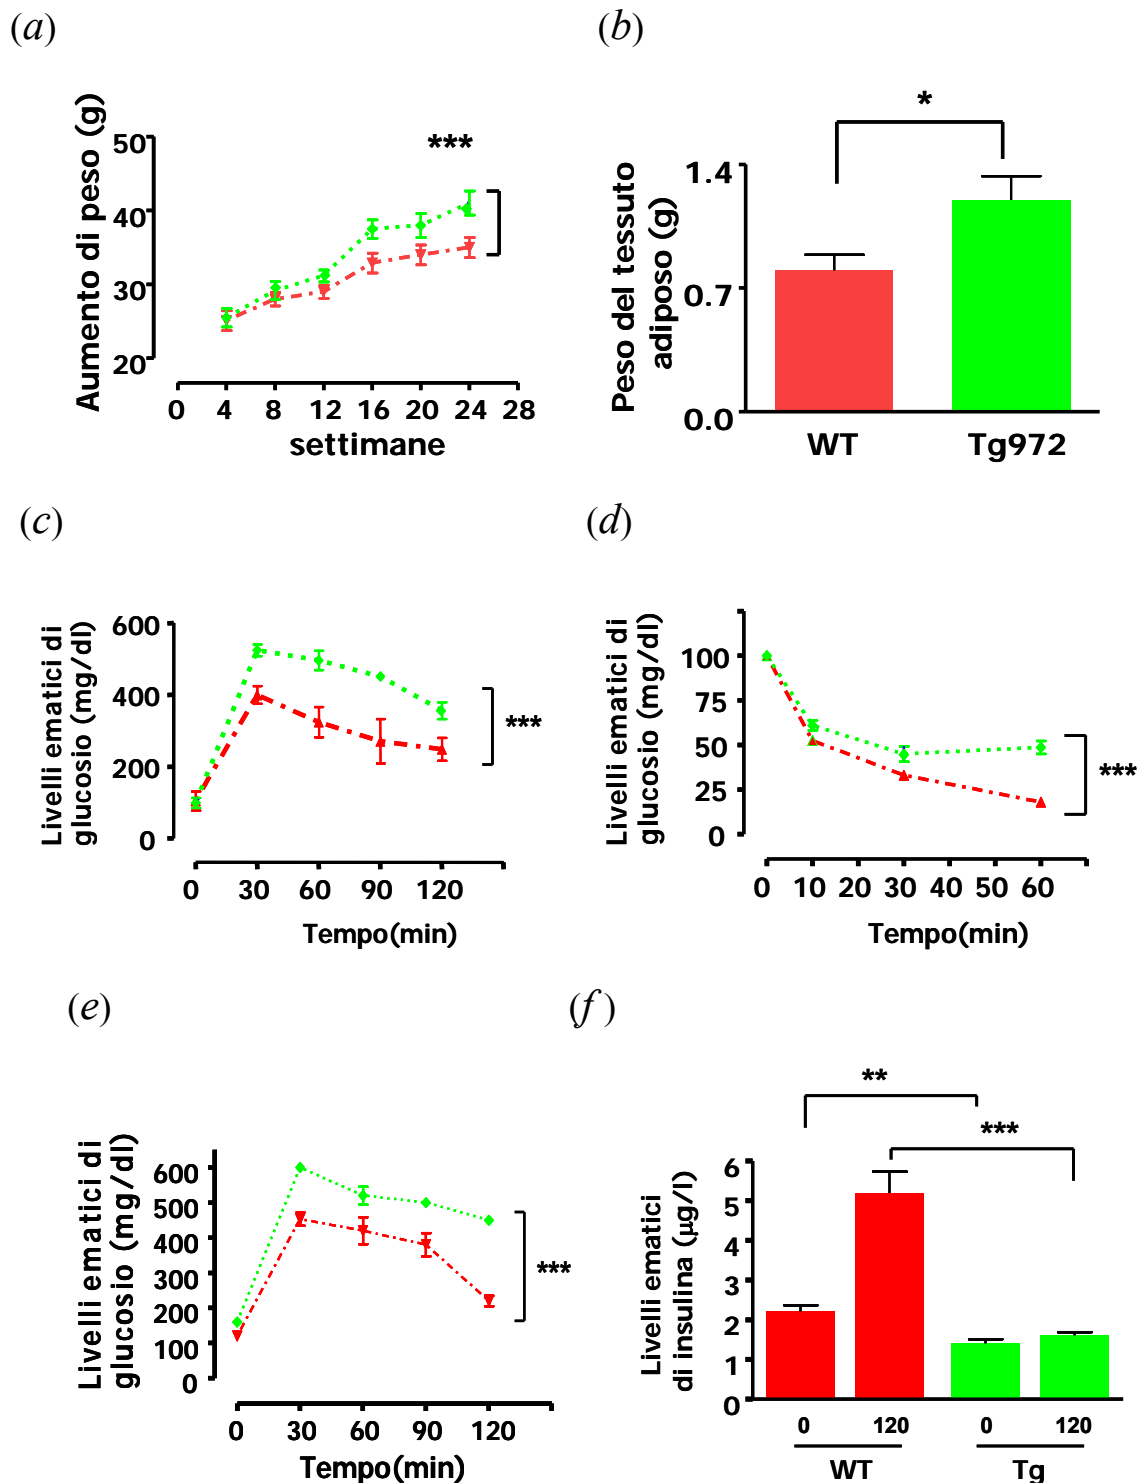 (a)
Aumento di peso (g)
50
40
30
20
***
0 4 8 12 16 20 24 28
settimane
(b)
Peso del tessuto
adiposo (g)
1.4
0.7
0.0
*
WT Tg972
(c)
Livelli ematici di
glucosio (mg/dl)
600
400
200
0
***
0 30 60 90 120
Tempo(min)
(d)
Livelli ematici di
glucosio (mg/dl)
100
75
50
25
0
***
0 10 20 30 40 50 60
Tempo(min)
(e)
Livelli ematici di
glucosio (mg/dl)
600
500
400
300
200
100
0
***
0 30 60 90 120
Tempo(min)
(f)
Livelli ematici
di insulina (µg/l)
6
5
4
3
2
1
0
**
***
0 120 0 120
WT Tg